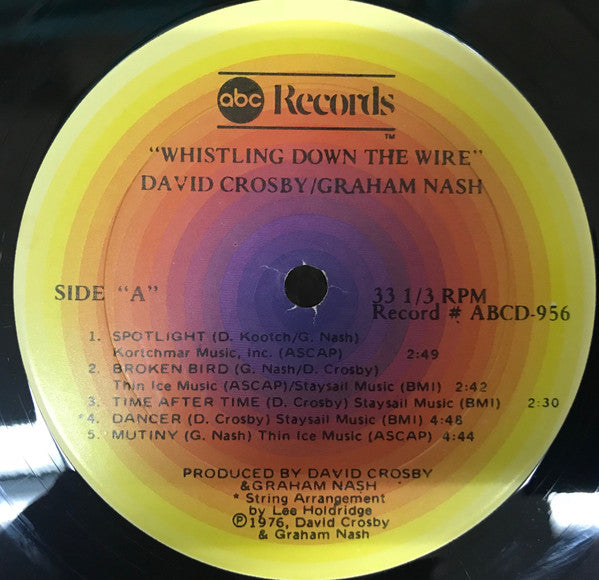 abc Records
TM
"WHISTLING DOWN THE WIRE"
DAVID CROSBY/GRAHAM NASH
SIDE "A"
33 1/3 RPM
Record # ABCD-956
1. SPOTLIGHT (D. Kootch/G. Nash)
Kortchmar Music, Inc. (ASCAP) 2:49
2. BROKEN BIRD (G. Nash/D. Crosby)
Thin Ice Music (ASCAP)/Staysail Music (BMI) 2:42
3. TIME AFTER TIME (D. Crosby) Staysail Music (BMI) 2:30
*4. DANCER (D. Crosby) Staysail Music (BMI) 4:48
5. MUTINY (G. Nash) Thin Ice Music (ASCAP) 4:44
PRODUCED BY DAVID CROSBY
&GRAHAM NASH
* String Arrangement
by Lee Holdridge
Ⓟ1976, David Crosby
& Graham Nash